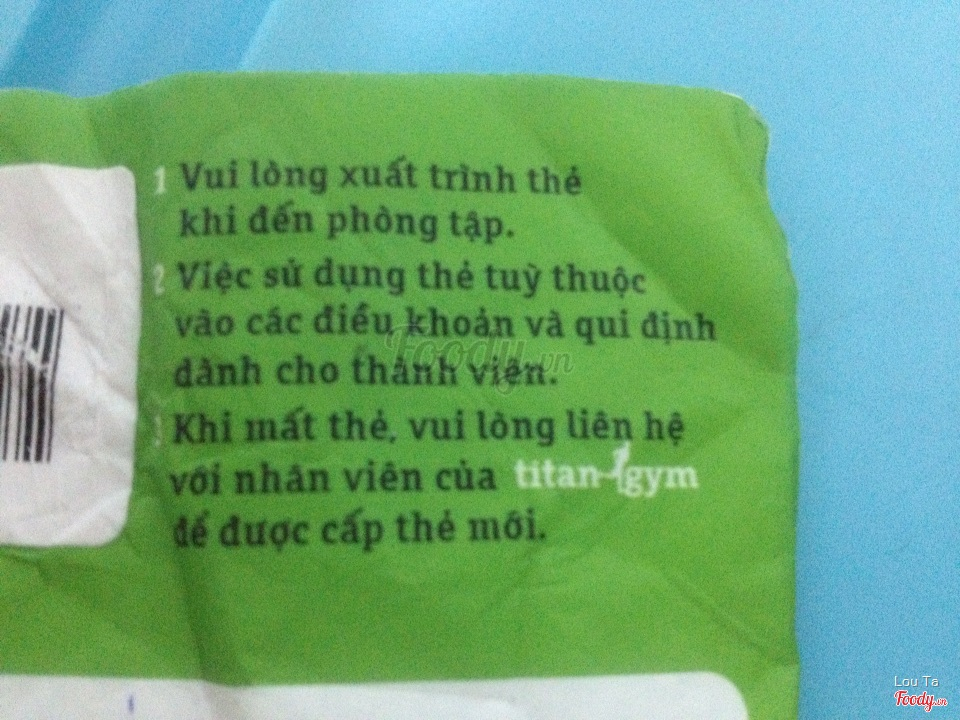 1 Vui lòng xuất trình thẻ
khi đến phòng tập.
2 Việc sử dụng thẻ tuỳ thuộc
vào các điều khoản và qui định
dành cho thành viên.
3 Khi mất thẻ, vui lòng liên hệ
với nhân viên của titan gym
để được cấp thẻ mới.
Foody.vn
Lou Ta
Foody.vn